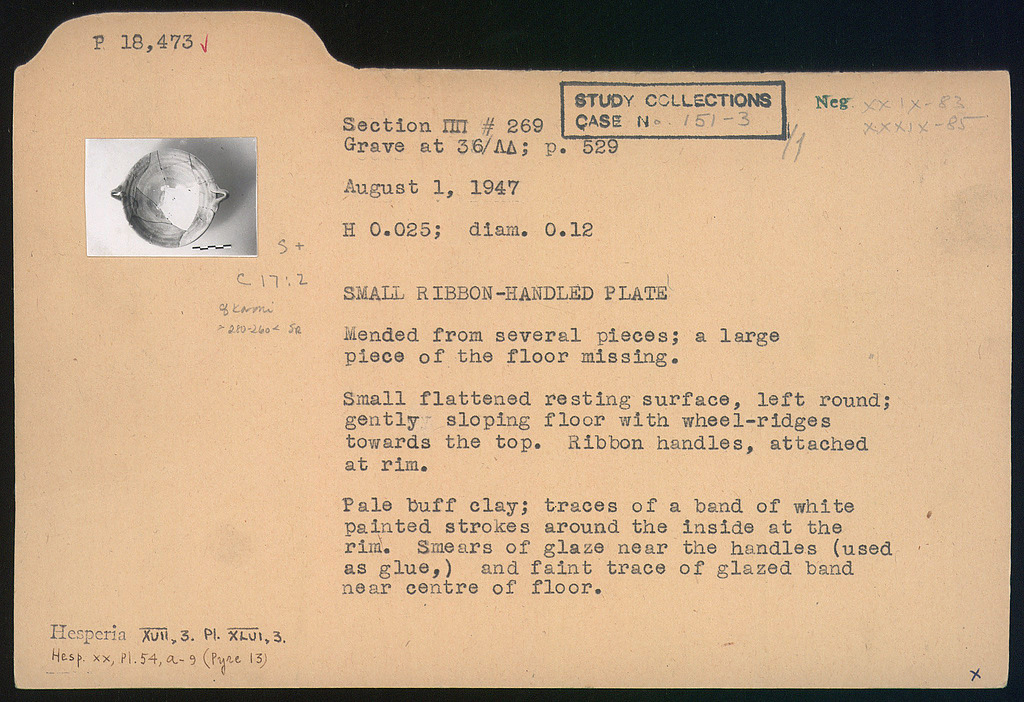 P 18,473 ✓
STUDY COLLECTIONS
CASE No. 151-3
Neg. XXIX-83
XXXIX-85
Section ΠΠ # 269
Grave at 36/ΛΔ; p. 529
August 1, 1947
H 0.025; diam. 0.12
S +
C 17:2
SMALL RIBBON-HANDLED PLATE
280-260 SR
Mended from several pieces; a large
piece of the floor missing.
Small flattened resting surface, left round;
gently sloping floor with wheel-ridges
towards the top. Ribbon handles, attached
at rim.
Pale buff clay; traces of a band of white
painted strokes around the inside at the
rim. Smears of glaze near the handles (used
as glue,) and faint trace of glazed band
near centre of floor.
Hesperia XVII, 3. Pl. XLVI, 3.
Hesp. xx, Pl. 54, a-9 (Pyre 13)
x